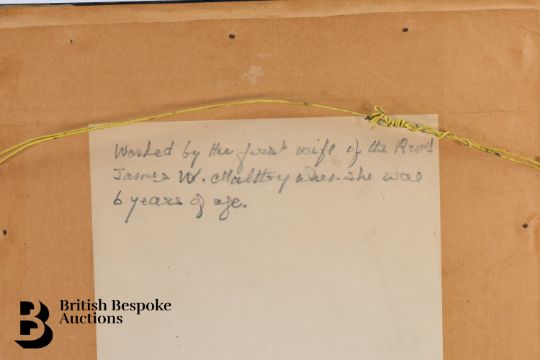 Worked by the first wife of the Revd
James W. Maltby when she was
6 years of age.
British Bespoke
Auctions